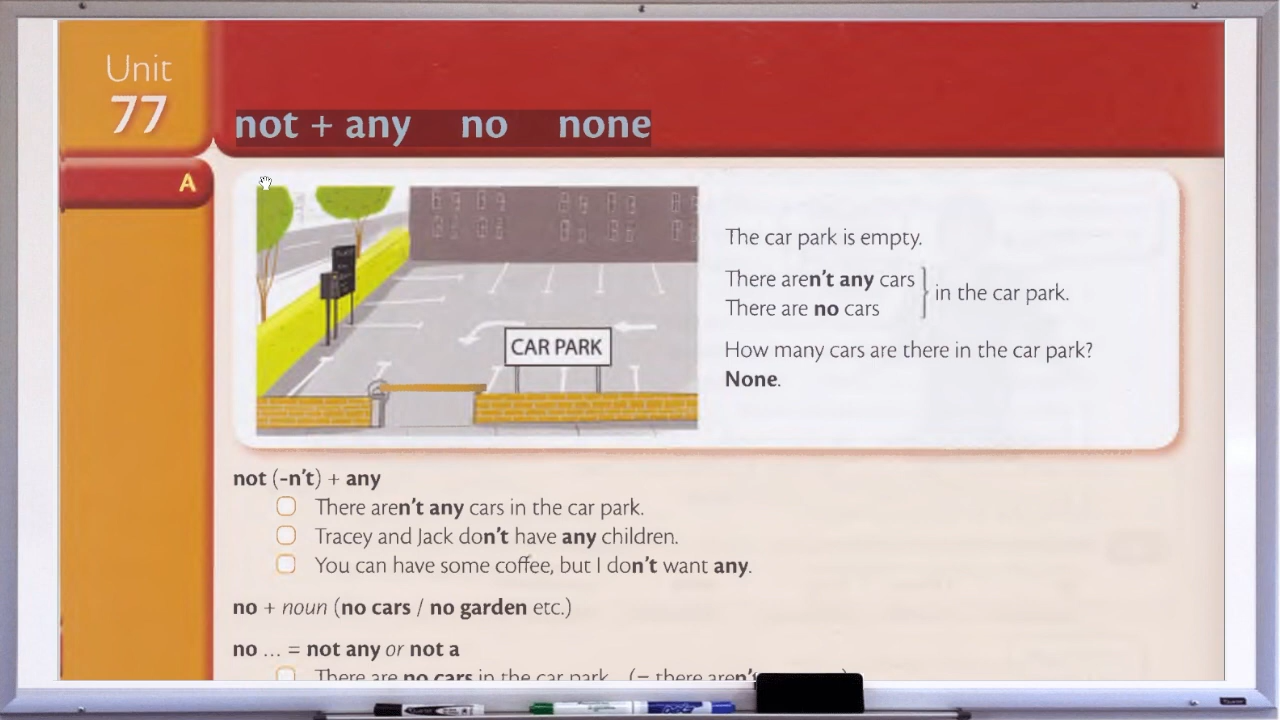 Unit
77
not + any no none
A
CAR PARK
The car park is empty.
There aren't any cars
There are no cars
in the car park.
How many cars are there in the car park?
None.
not (-n't) + any
There aren't any cars in the car park.
Tracey and Jack don't have any children.
You can have some coffee, but I don't want any.
no + noun (no cars / no garden etc.)
no ... = not any or not a
There are no cars in the car park. (= there aren't